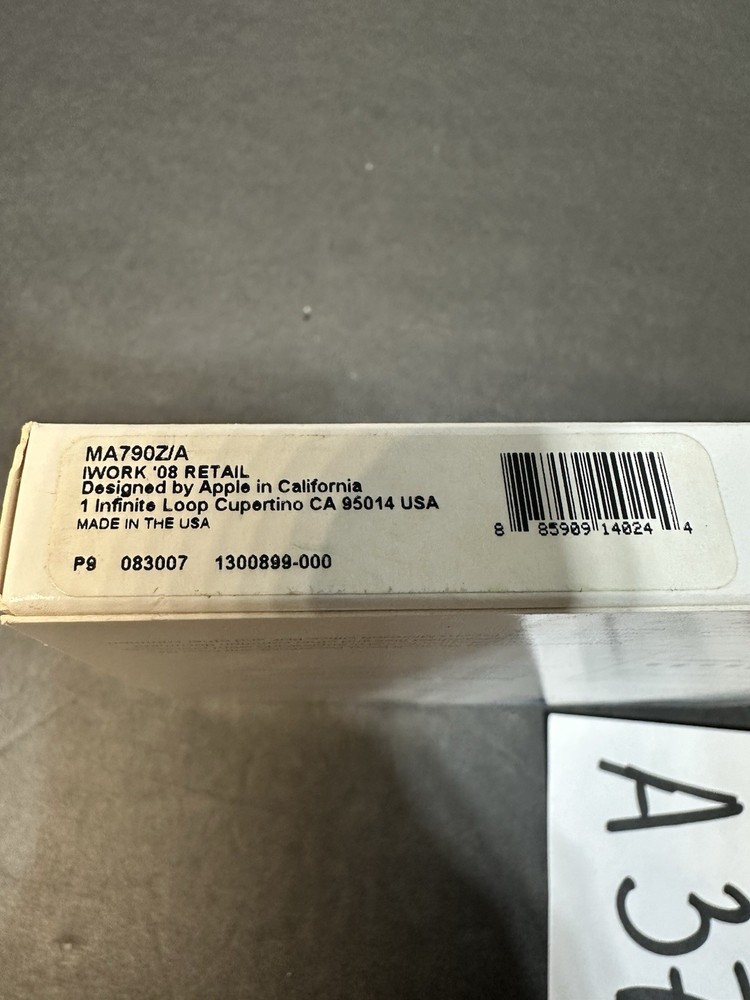 MA790Z/A
IWORK '08 RETAIL
Designed by Apple in California
1 Infinite Loop Cupertino CA 95014 USA
MADE IN THE USA
P9 083007 1300899-000
8 85909 14024 4
A3